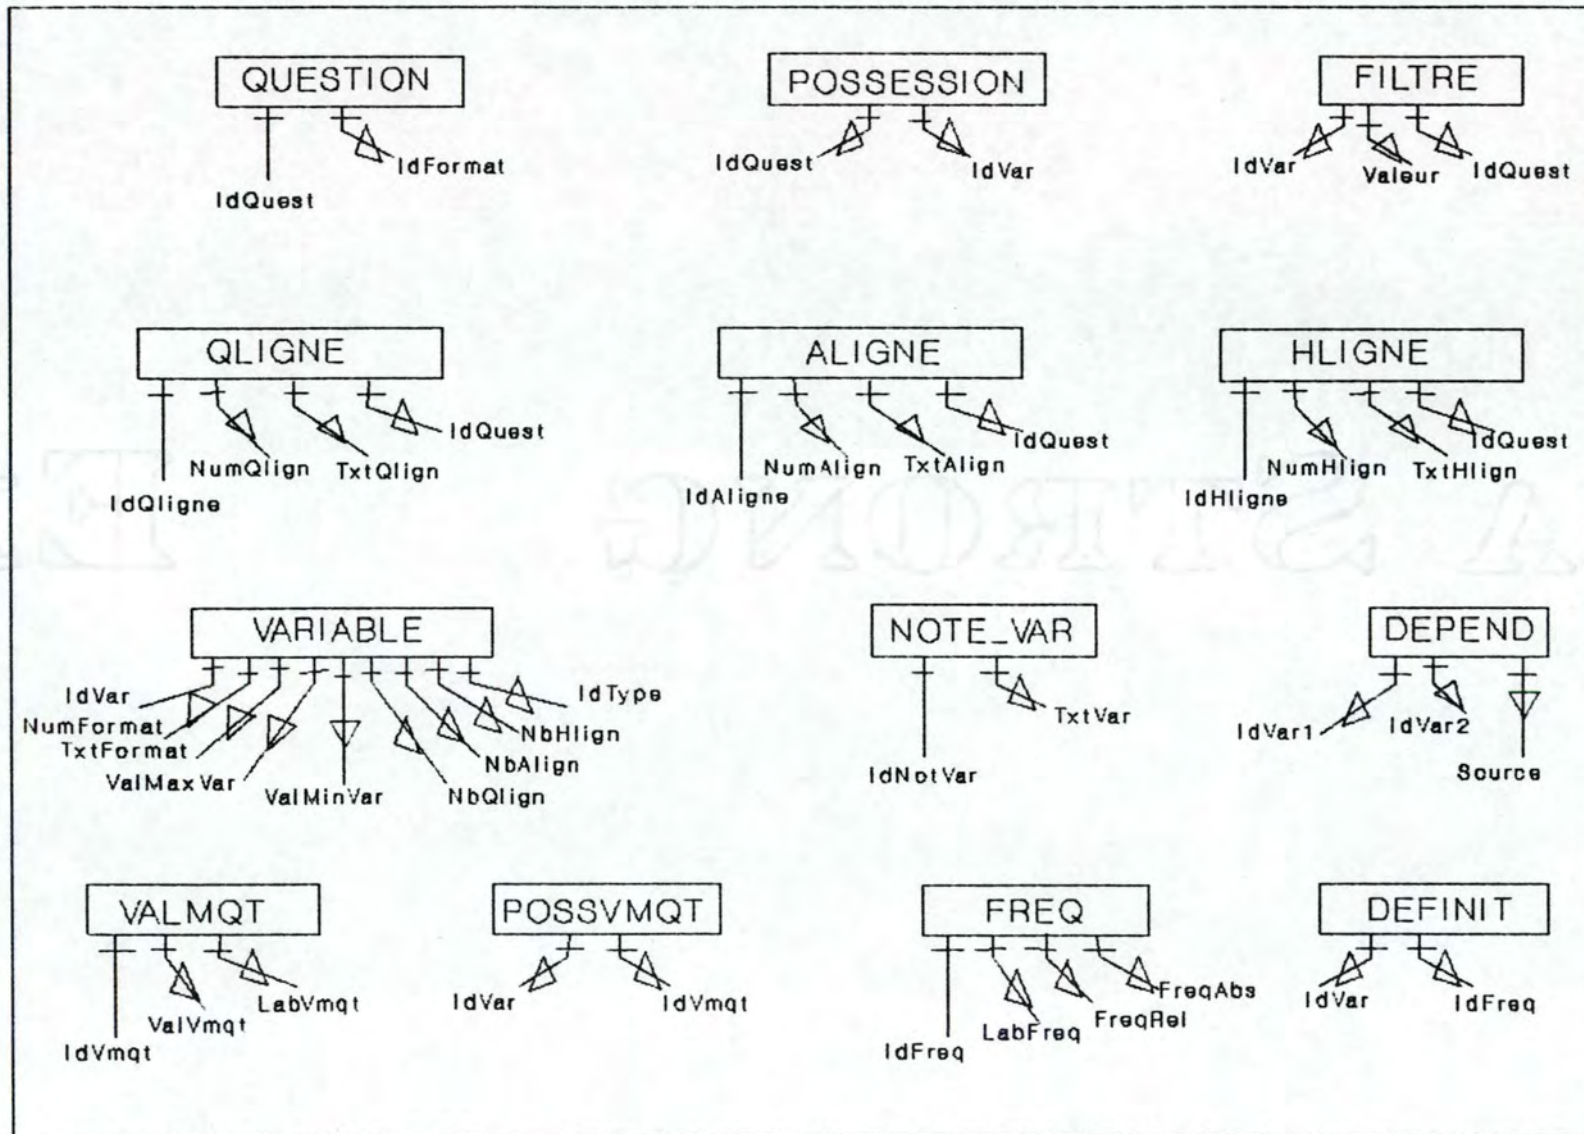 QUESTION
POSSESSION
FILTRE
IdFormat
IdQuest
IdQuest
IdVar
IdVar
Valeur
IdQuest
QLIGNE
ALIGNE
HLIGNE
IdQuest
NumQlign
TxtQlign
IdQligne
IdQuest
NumAlign
TxtAlign
IdAligne
IdQuest
NumHlign
TxtHlign
IdHligne
VARIABLE
NOTE_VAR
DEPEND
IdVar
NumFormat
TxtFormat
ValMaxVar
ValMinVar
NbQlign
NbAlign
NbHlign
IdType
TxtVar
IdNotVar
IdVar1
IdVar2
Source
VALMQT
POSSVMQT
FREQ
DEFINIT
LabVmqt
ValVmqt
IdVmqt
IdVar
IdVmqt
FreqAbs
FreqRel
LabFreq
IdFreq
IdVar
IdFreq
A STRONG